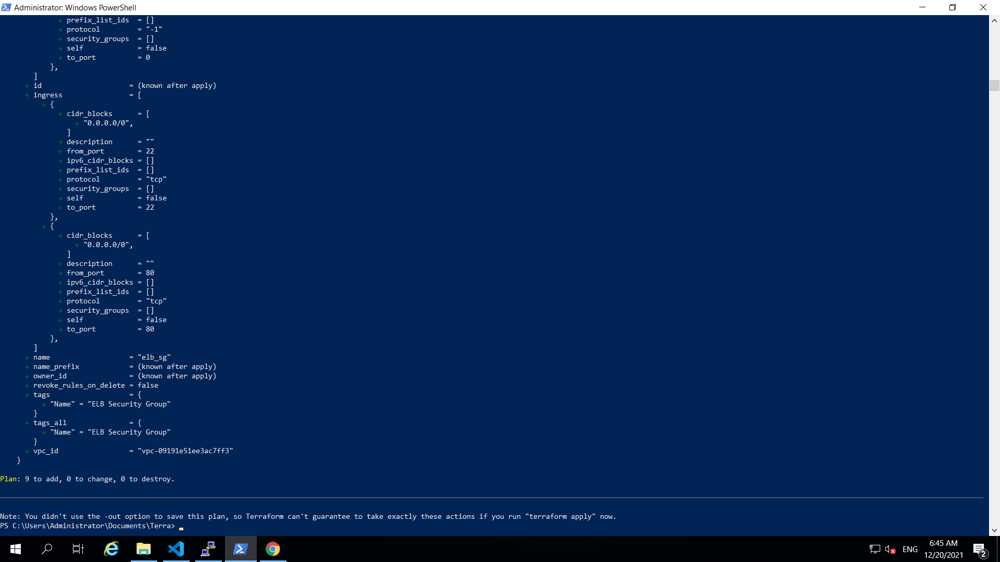 Administrator: Windows PowerShell
+ prefix_list_ids  = []
+ protocol         = "-1"
+ security_groups  = []
+ self             = false
+ to_port          = 0
},
]
+ id                     = (known after apply)
+ ingress                = [
+ {
+ cidr_blocks      = [
+ "0.0.0.0/0",
]
+ description      = ""
+ from_port        = 22
+ ipv6_cidr_blocks = []
+ prefix_list_ids  = []
+ protocol         = "tcp"
+ security_groups  = []
+ self             = false
+ to_port          = 22
},
+ {
+ cidr_blocks      = [
+ "0.0.0.0/0",
]
+ description      = ""
+ from_port        = 80
+ ipv6_cidr_blocks = []
+ prefix_list_ids  = []
+ protocol         = "tcp"
+ security_groups  = []
+ self             = false
+ to_port          = 80
},
]
+ name                   = "elb_sg"
+ name_prefix            = (known after apply)
+ owner_id               = (known after apply)
+ revoke_rules_on_delete = false
+ tags                   = {
+ "Name" = "ELB Security Group"
}
+ tags_all               = {
+ "Name" = "ELB Security Group"
}
+ vpc_id                 = "vpc-09191e51ee3ac7ff3"
}
Plan: 9 to add, 0 to change, 0 to destroy.
Note: You didn't use the -out option to save this plan, so Terraform can't guarantee to take exactly these actions if you run "terraform apply" now.
PS C:\Users\Administrator\Documents\Terra>
ENG
6:45 AM
12/20/2021
2